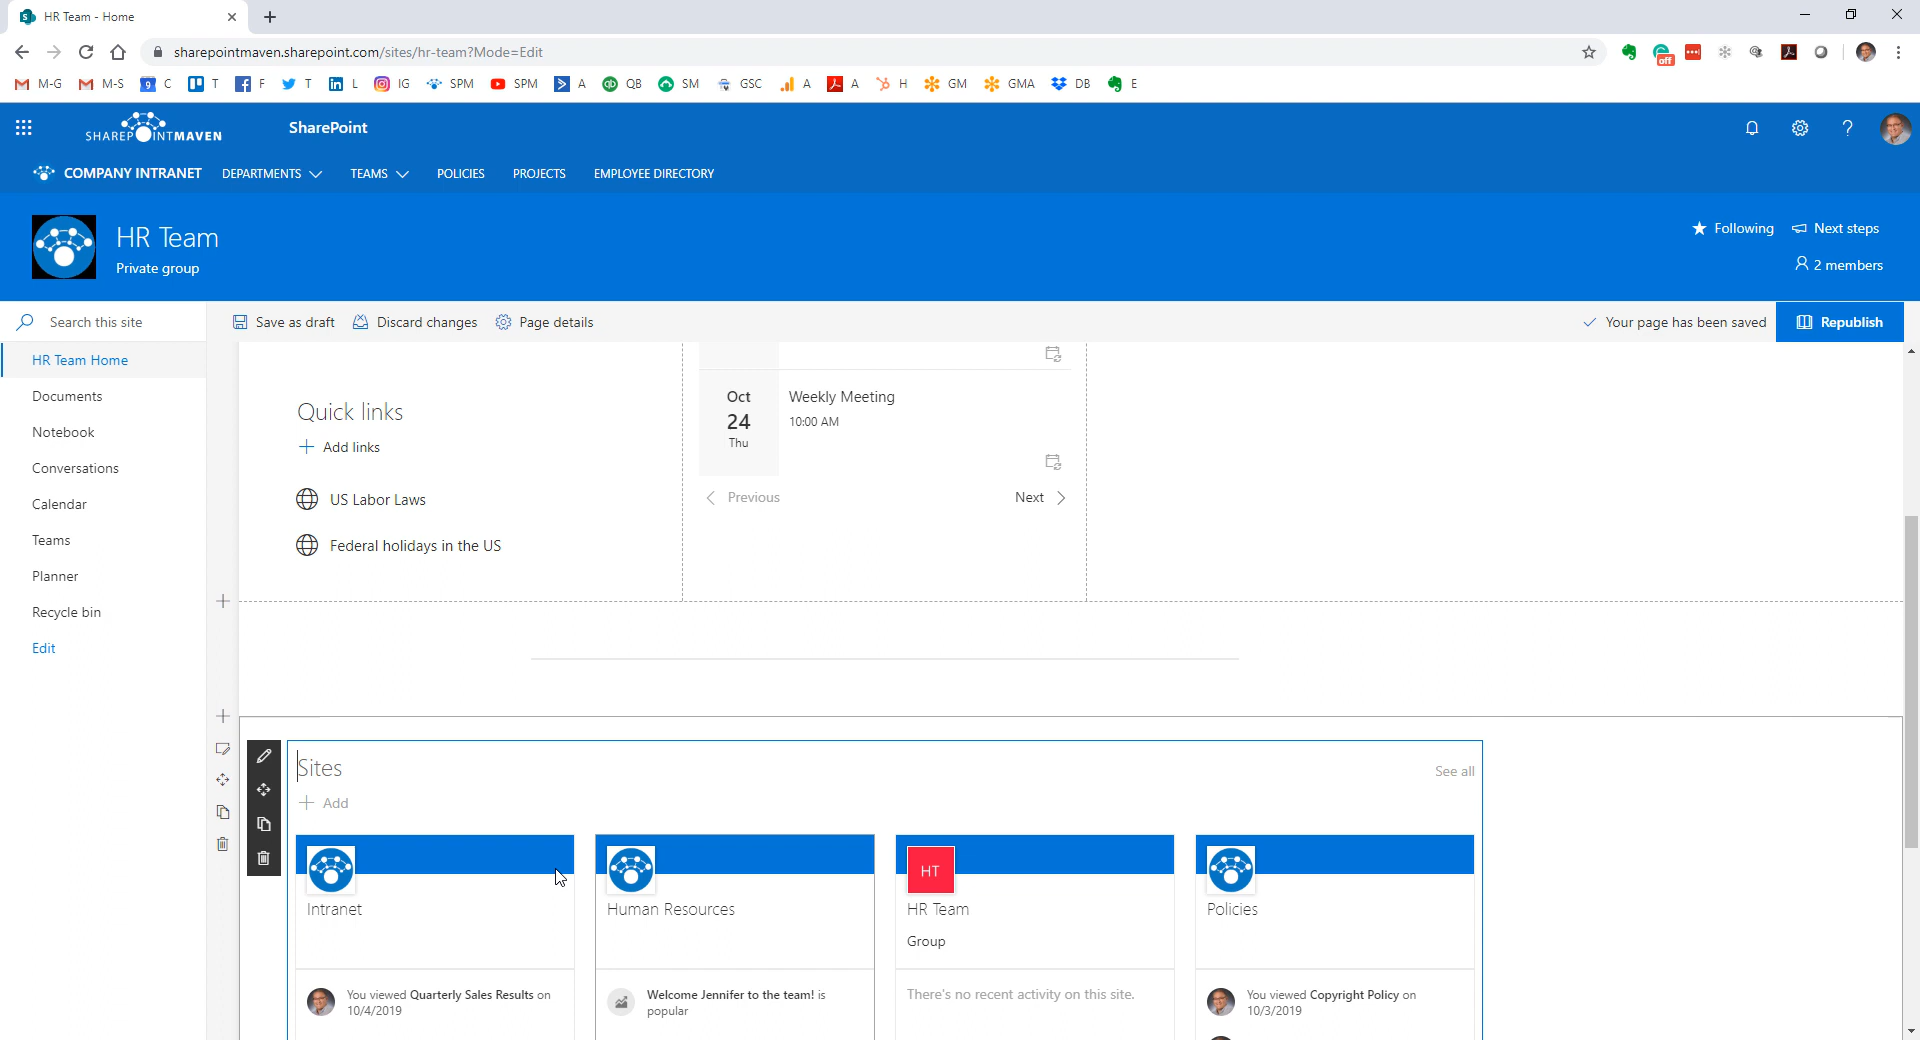 HR Team - Home
sharepointmaven.sharepoint.com/sites/hr-team?Mode=Edit
off
M-G M-S 9 C T F T L IG SPM SPM A QB SM GSC A A H GM GMA DB E
SHAREPOINTMAVEN SharePoint
COMPANY INTRANET DEPARTMENTS TEAMS POLICIES PROJECTS EMPLOYEE DIRECTORY
HR Team
Private group
Following Next steps
2 members
Search this site
Save as draft Discard changes Page details Your page has been saved Republish
HR Team Home
Documents
Notebook
Conversations
Calendar
Teams
Planner
Recycle bin
Edit
Quick links
+ Add links
US Labor Laws
Federal holidays in the US
Oct
24
Thu
Weekly Meeting
10:00 AM
Previous Next
Sites
See all
+ Add
Intranet
You viewed Quarterly Sales Results on
10/4/2019
Human Resources
Welcome Jennifer to the team! is
popular
HT
HR Team
Group
There's no recent activity on this site.
Policies
You viewed Copyright Policy on
10/3/2019